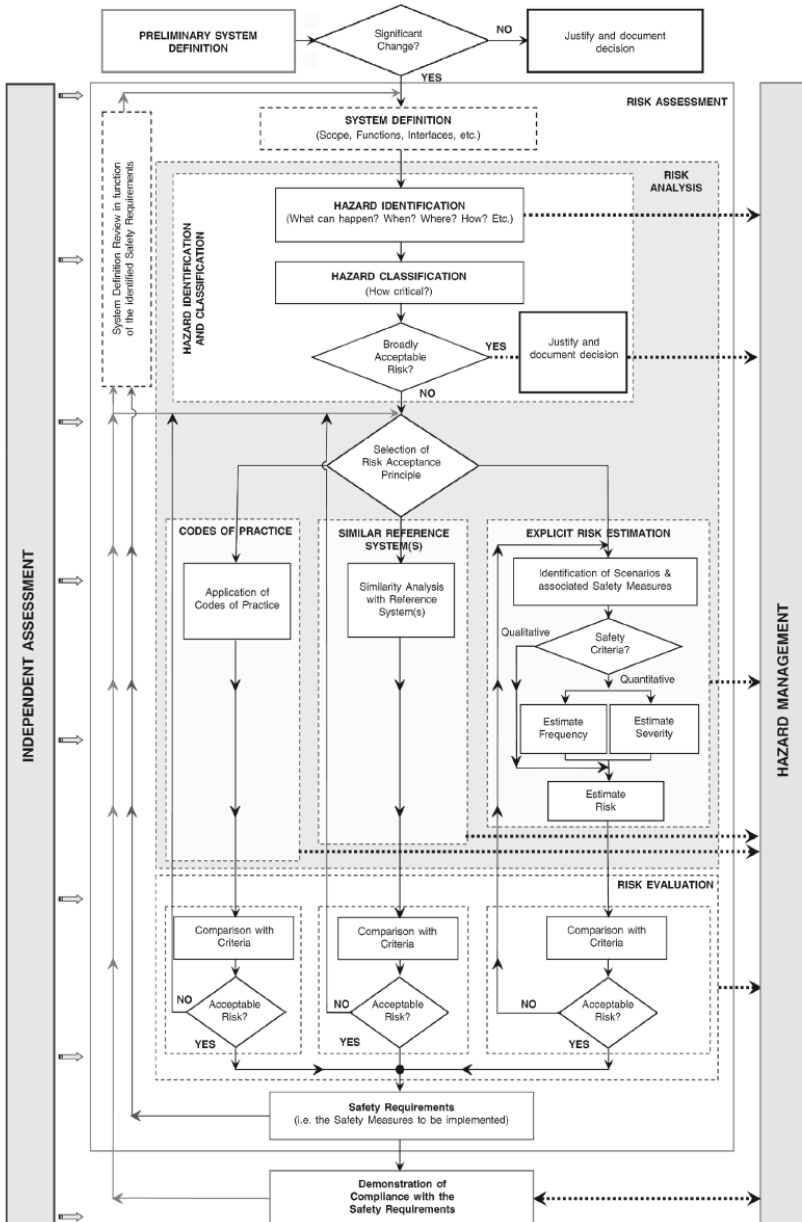 PRELIMINARY SYSTEM
DEFINITION
Significant
Change?
NO
Justify and document
decision
YES
RISK ASSESSMENT
SYSTEM DEFINITION
(Scope, Functions, Interfaces, etc.)
System Definition Review in function
of the identified Safety Requirements
RISK
ANALYSIS
HAZARD IDENTIFICATION
AND CLASSIFICATION
HAZARD IDENTIFICATION
(What can happen? When? Where? How? Etc.)
HAZARD CLASSIFICATION
(How critical?)
Broadly
Acceptable
Risk?
YES
Justify and
document decision
NO
Selection of
Risk Acceptance
Principle
CODES OF PRACTICE
SIMILAR REFERENCE
SYSTEM(S)
EXPLICIT RISK ESTIMATION
Application of
Codes of Practice
Similarity Analysis
with Reference
System(s)
Identification of Scenarios &
associated Safety Measures
Qualitative
Safety
Criteria?
Quantitative
Estimate
Frequency
Estimate
Severity
Estimate
Risk
INDEPENDENT ASSESSMENT
HAZARD MANAGEMENT
RISK EVALUATION
Comparison with
Criteria
Comparison with
Criteria
Comparison with
Criteria
NO
Acceptable
Risk?
YES
NO
Acceptable
Risk?
YES
NO
Acceptable
Risk?
YES
Safety Requirements
(i.e. the Safety Measures to be implemented)
Demonstration of
Compliance with the
Safety Requirements